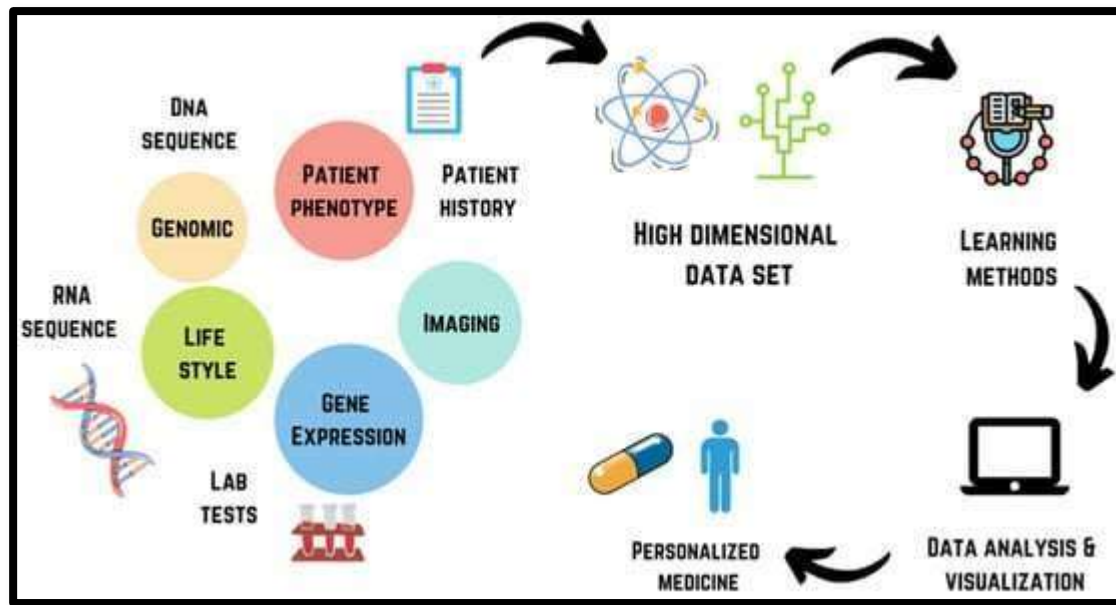 DNA
SEQUENCE
GENOMIC
PATIENT
PHENOTYPE
PATIENT
HISTORY
RNA
SEQUENCE
LIFE
STYLE
IMAGING
GENE
EXPRESSION
LAB
TESTS
HIGH DIMENSIONAL
DATA SET
LEARNING
METHODS
DATA ANALYSIS &
VISUALIZATION
PERSONALIZED
MEDICINE